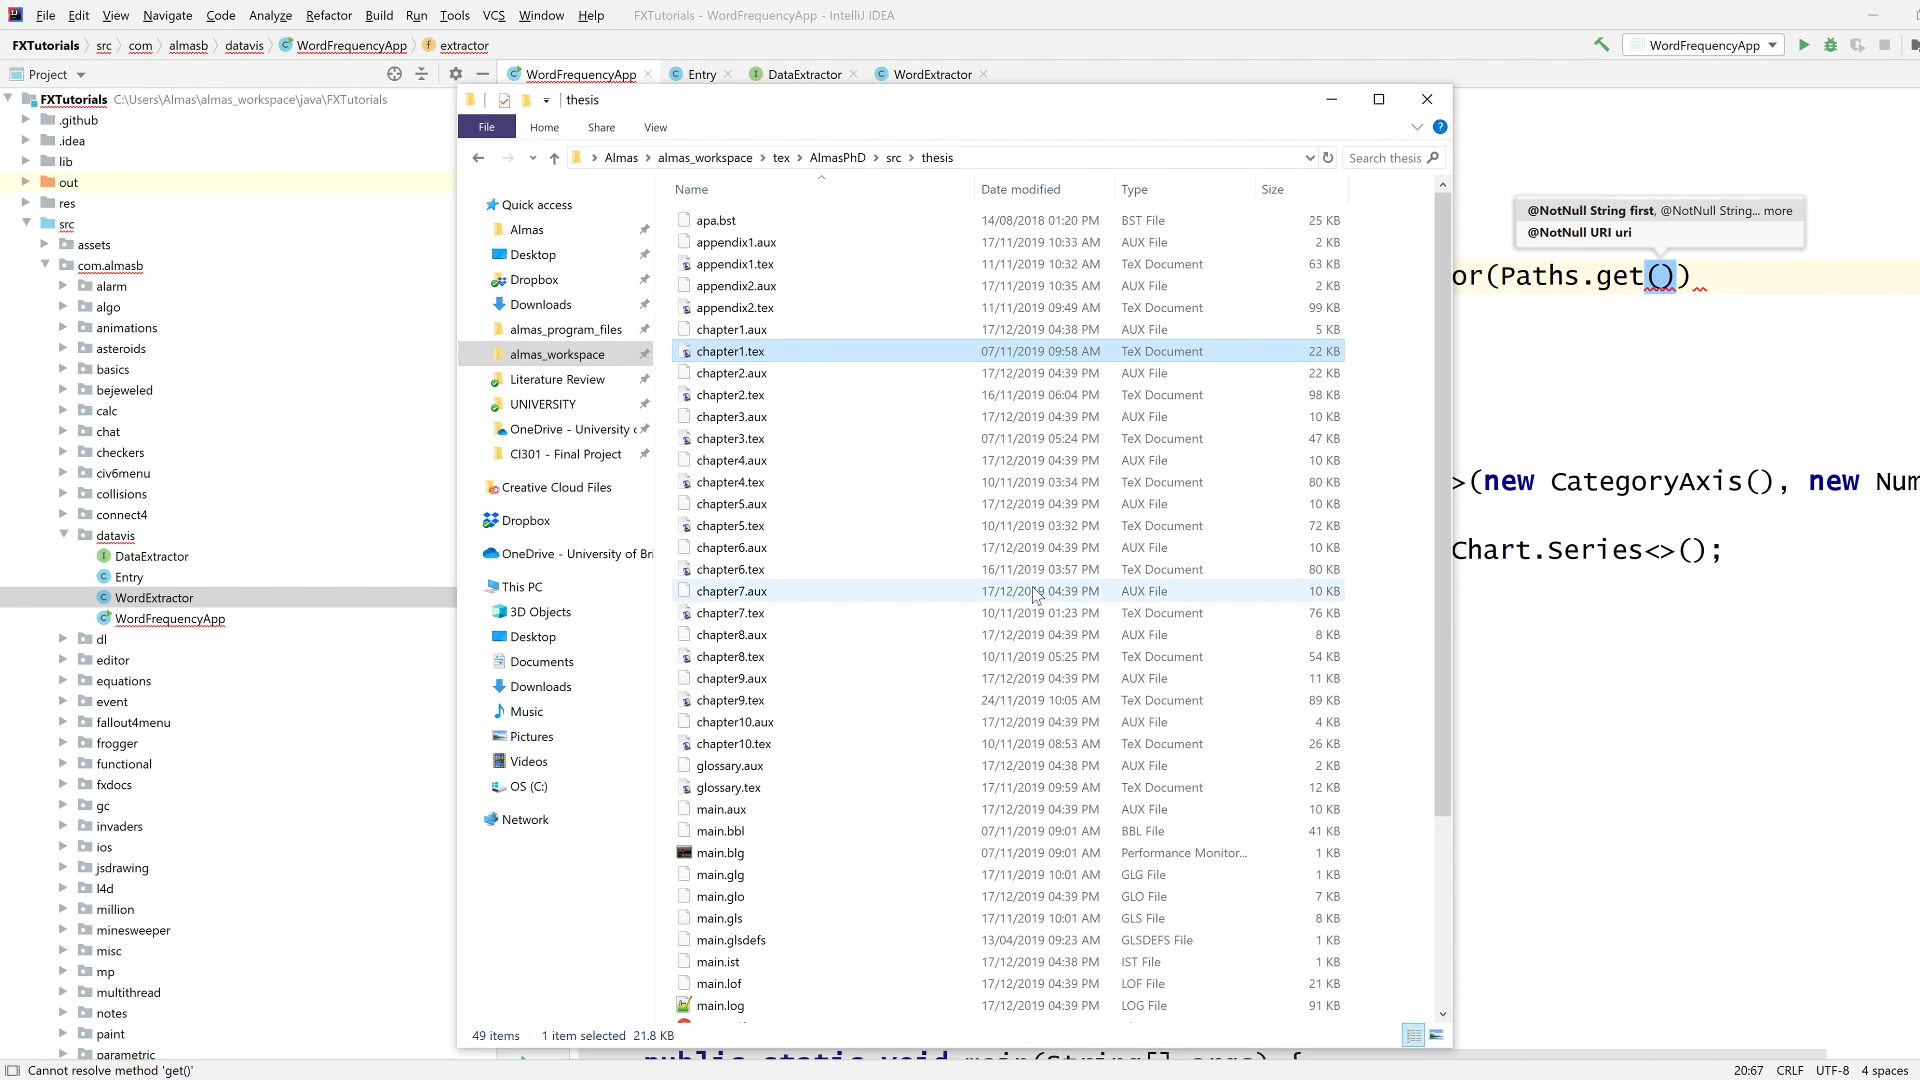 File Edit View Navigate Code Analyze Refactor Build Run Tools VCS Window Help FXTutorials - WordFrequencyApp - IntelliJ IDEA
FXTutorials src com almasb datavis WordFrequencyApp extractor
WordFrequencyApp
Project
WordFrequencyApp Entry DataExtractor WordExtractor
FXTutorials C:\Users\Almas\almas_workspace\java\FXTutorials
.github
.idea
lib
out
res
src
assets
com.almasb
alarm
algo
animations
asteroids
basics
bejeweled
calc
chat
checkers
civ6menu
collisions
connect4
datavis
DataExtractor
Entry
WordExtractor
WordFrequencyApp
dl
editor
equations
event
fallout4menu
frogger
functional
fxdocs
gc
invaders
ios
jsdrawing
l4d
million
minesweeper
misc
mp
multithread
notes
paint
parametric
thesis
File Home Share View
Almas almas_workspace tex AlmasPhD src thesis
Search thesis
Quick access
Almas
Desktop
Dropbox
Downloads
almas_program_files
almas_workspace
Literature Review
UNIVERSITY
OneDrive - University
CI301 - Final Project
Creative Cloud Files
Dropbox
OneDrive - University of Bri
This PC
3D Objects
Desktop
Documents
Downloads
Music
Pictures
Videos
OS (C:)
Network
Name Date modified Type Size
apa.bst 14/08/2018 01:20 PM BST File 25 KB
appendix1.aux 17/11/2019 10:33 AM AUX File 2 KB
appendix1.tex 11/11/2019 10:32 AM TeX Document 63 KB
appendix2.aux 17/11/2019 10:35 AM AUX File 2 KB
appendix2.tex 11/11/2019 09:49 AM TeX Document 99 KB
chapter1.aux 17/12/2019 04:38 PM AUX File 5 KB
chapter1.tex 07/11/2019 09:58 AM TeX Document 22 KB
chapter2.aux 17/12/2019 04:39 PM AUX File 22 KB
chapter2.tex 16/11/2019 06:04 PM TeX Document 98 KB
chapter3.aux 17/12/2019 04:39 PM AUX File 10 KB
chapter3.tex 07/11/2019 05:24 PM TeX Document 47 KB
chapter4.aux 17/12/2019 04:39 PM AUX File 10 KB
chapter4.tex 10/11/2019 03:34 PM TeX Document 80 KB
chapter5.aux 17/12/2019 04:39 PM AUX File 10 KB
chapter5.tex 10/11/2019 03:32 PM TeX Document 72 KB
chapter6.aux 17/12/2019 04:39 PM AUX File 10 KB
chapter6.tex 16/11/2019 03:57 PM TeX Document 80 KB
chapter7.aux 17/12/2019 04:39 PM AUX File 10 KB
chapter7.tex 10/11/2019 01:23 PM TeX Document 76 KB
chapter8.aux 17/12/2019 04:39 PM AUX File 8 KB
chapter8.tex 10/11/2019 05:25 PM TeX Document 54 KB
chapter9.aux 17/12/2019 04:39 PM AUX File 11 KB
chapter9.tex 24/11/2019 10:05 AM TeX Document 89 KB
chapter10.aux 17/12/2019 04:39 PM AUX File 4 KB
chapter10.tex 10/11/2019 08:53 AM TeX Document 26 KB
glossary.aux 17/12/2019 04:38 PM AUX File 2 KB
glossary.tex 17/11/2019 09:59 AM TeX Document 12 KB
main.aux 17/12/2019 04:39 PM AUX File 10 KB
main.bbl 07/11/2019 09:01 AM BBL File 41 KB
main.blg 07/11/2019 09:01 AM Performance Monitor... 1 KB
main.glg 17/11/2019 10:01 AM GLG File 1 KB
main.glo 17/12/2019 04:39 PM GLO File 7 KB
main.gls 17/11/2019 10:01 AM GLS File 8 KB
main.glsdefs 13/04/2019 09:23 AM GLSDEFS File 1 KB
main.ist 17/12/2019 04:38 PM IST File 1 KB
main.lof 17/12/2019 04:39 PM LOF File 21 KB
main.log 17/12/2019 04:39 PM LOG File 91 KB
49 items 1 item selected 21.8 KB
@NotNull String first, @NotNull String... more
@NotNull URI uri
or(Paths.get())
>(new CategoryAxis(), new Num
Chart.Series<>();
public static void main(String[] args) {
Cannot resolve method 'get()'
20:67 CRLF UTF-8 4 spaces